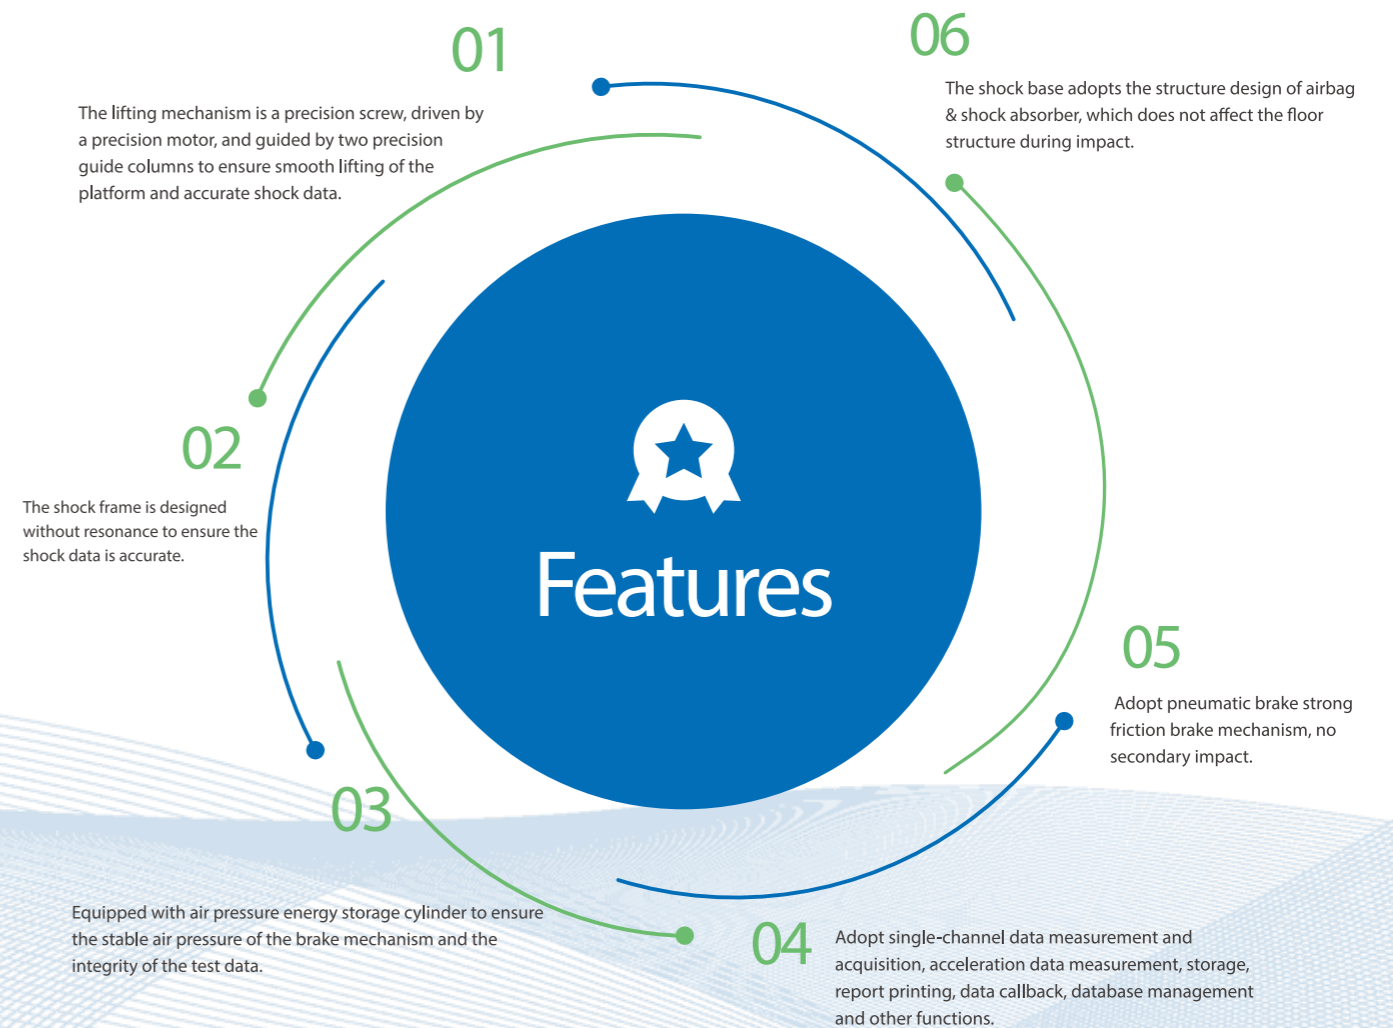 01
The lifting mechanism is a precision screw, driven by
a precision motor, and guided by two precision
guide columns to ensure smooth lifting of the
platform and accurate shock data.
02
The shock frame is designed
without resonance to ensure the
shock data is accurate.
03
Equipped with air pressure energy storage cylinder to ensure
the stable air pressure of the brake mechanism and the
integrity of the test data.
04
Adopt single-channel data measurement and
acquisition, acceleration data measurement, storage,
report printing, data callback, database management
and other functions.
05
Adopt pneumatic brake strong
friction brake mechanism, no
secondary impact.
06
The shock base adopts the structure design of airbag
& shock absorber, which does not affect the floor
structure during impact.
Features